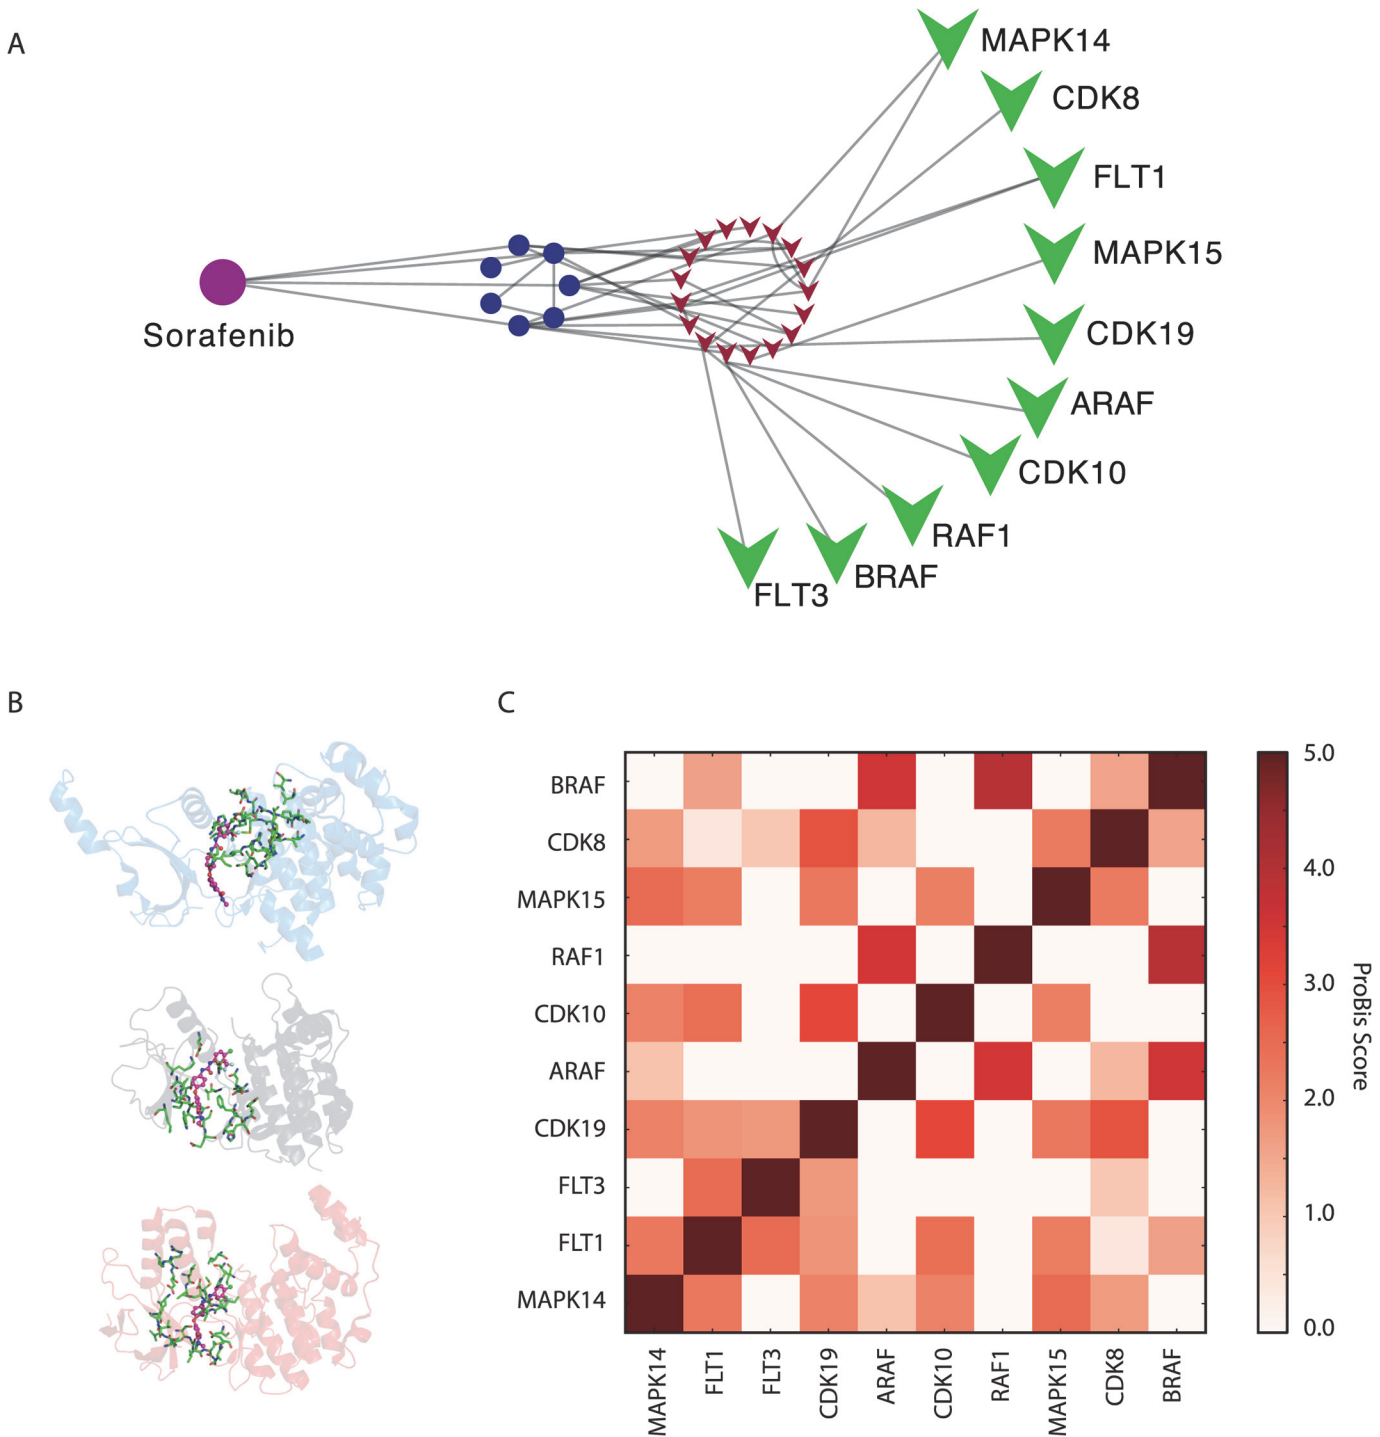 A
MAPK14
CDK8
FLT1
MAPK15
Sorafenib
CDK19
ARAF
CDK10
RAF1
BRAF
FLT3
B
C
BRAF
CDK8
MAPK15
RAF1
CDK10
ARAF
CDK19
FLT3
FLT1
MAPK14
MAPK14
FLT1
FLT3
CDK19
ARAF
CDK10
RAF1
MAPK15
CDK8
BRAF
5.0
4.0
3.0
2.0
1.0
0.0
ProBis Score